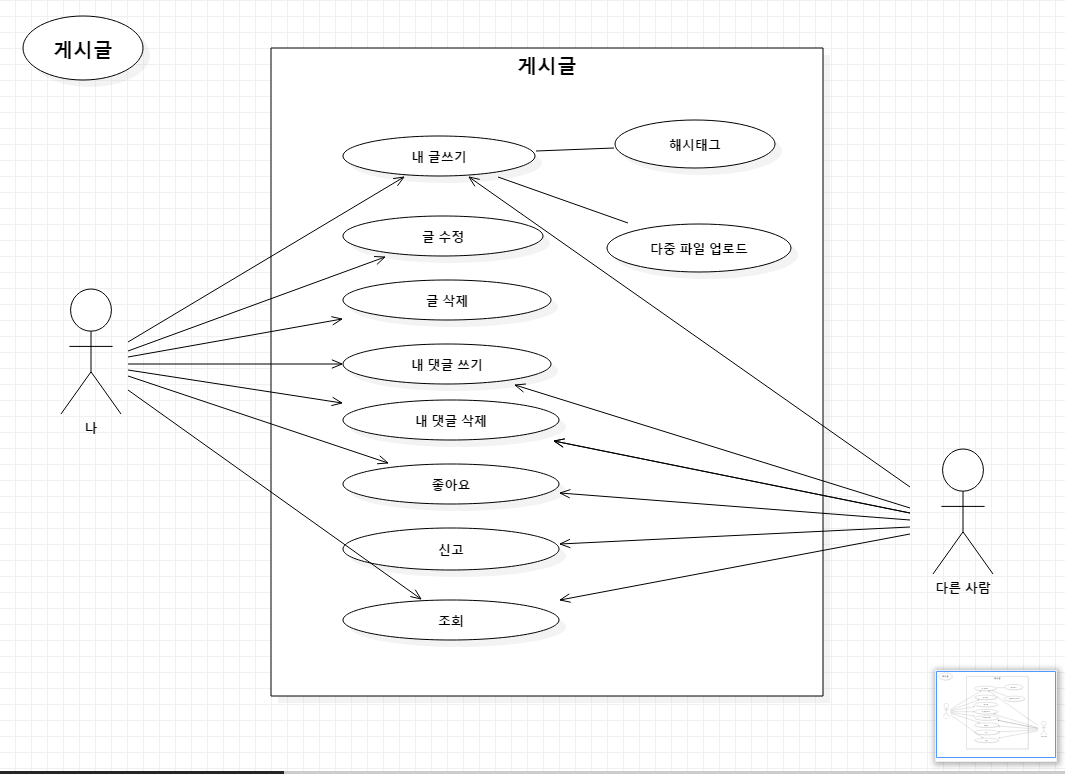 게시글
게시글
내 글쓰기
해시태그
글 수정
다중 파일 업로드
글 삭제
내 댓글 쓰기
내 댓글 삭제
나
좋아요
신고
다른 사람
조회